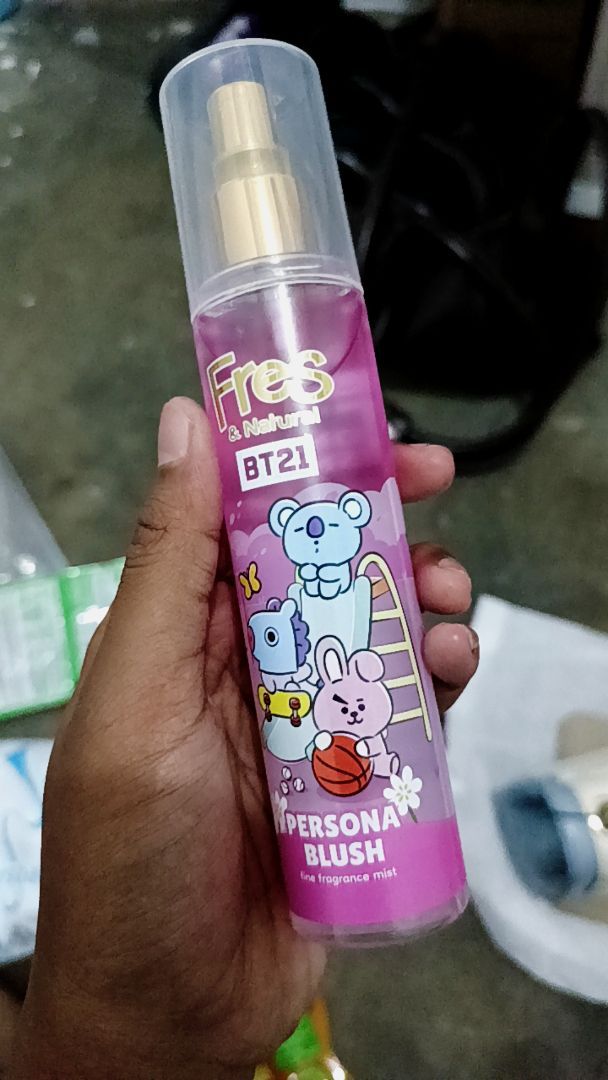 Fres
& Natural
BT21
PERSONA
BLUSH
fine fragrance mist